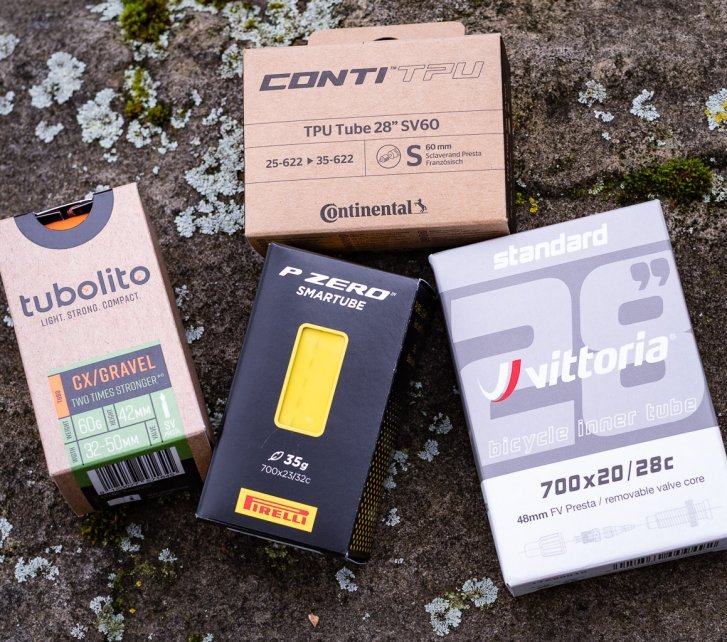 CONTI™ TPU
TPU Tube 28” SV60
25-622 ▸ 35-622
S
60 mm
Sclaverand Presta
Französisch
Continental
tubolito
LIGHT. STRONG. COMPACT.
CX/GRAVEL
TWO TIMES STRONGER
60g
42MM
32-50MM
SV
P ZERO™
SMARTUBE
35g
700x23/32c
PIRELLI
standard
28”
vittoria®
bicycle inner tube
700x20/28c
48mm FV Presta / removable valve core